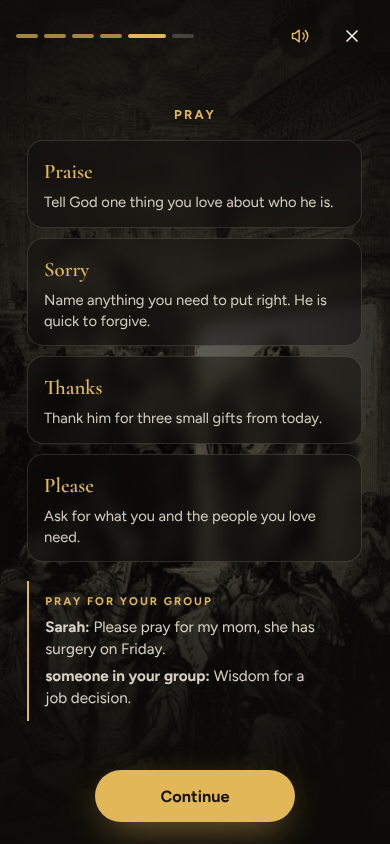 PRAY
Praise
Tell God one thing you love about who he is.
Sorry
Name anything you need to put right. He is
quick to forgive.
Thanks
Thank him for three small gifts from today.
Please
Ask for what you and the people you love
need.
PRAY FOR YOUR GROUP
Sarah: Please pray for my mom, she has
surgery on Friday.
someone in your group: Wisdom for a
job decision.
Continue